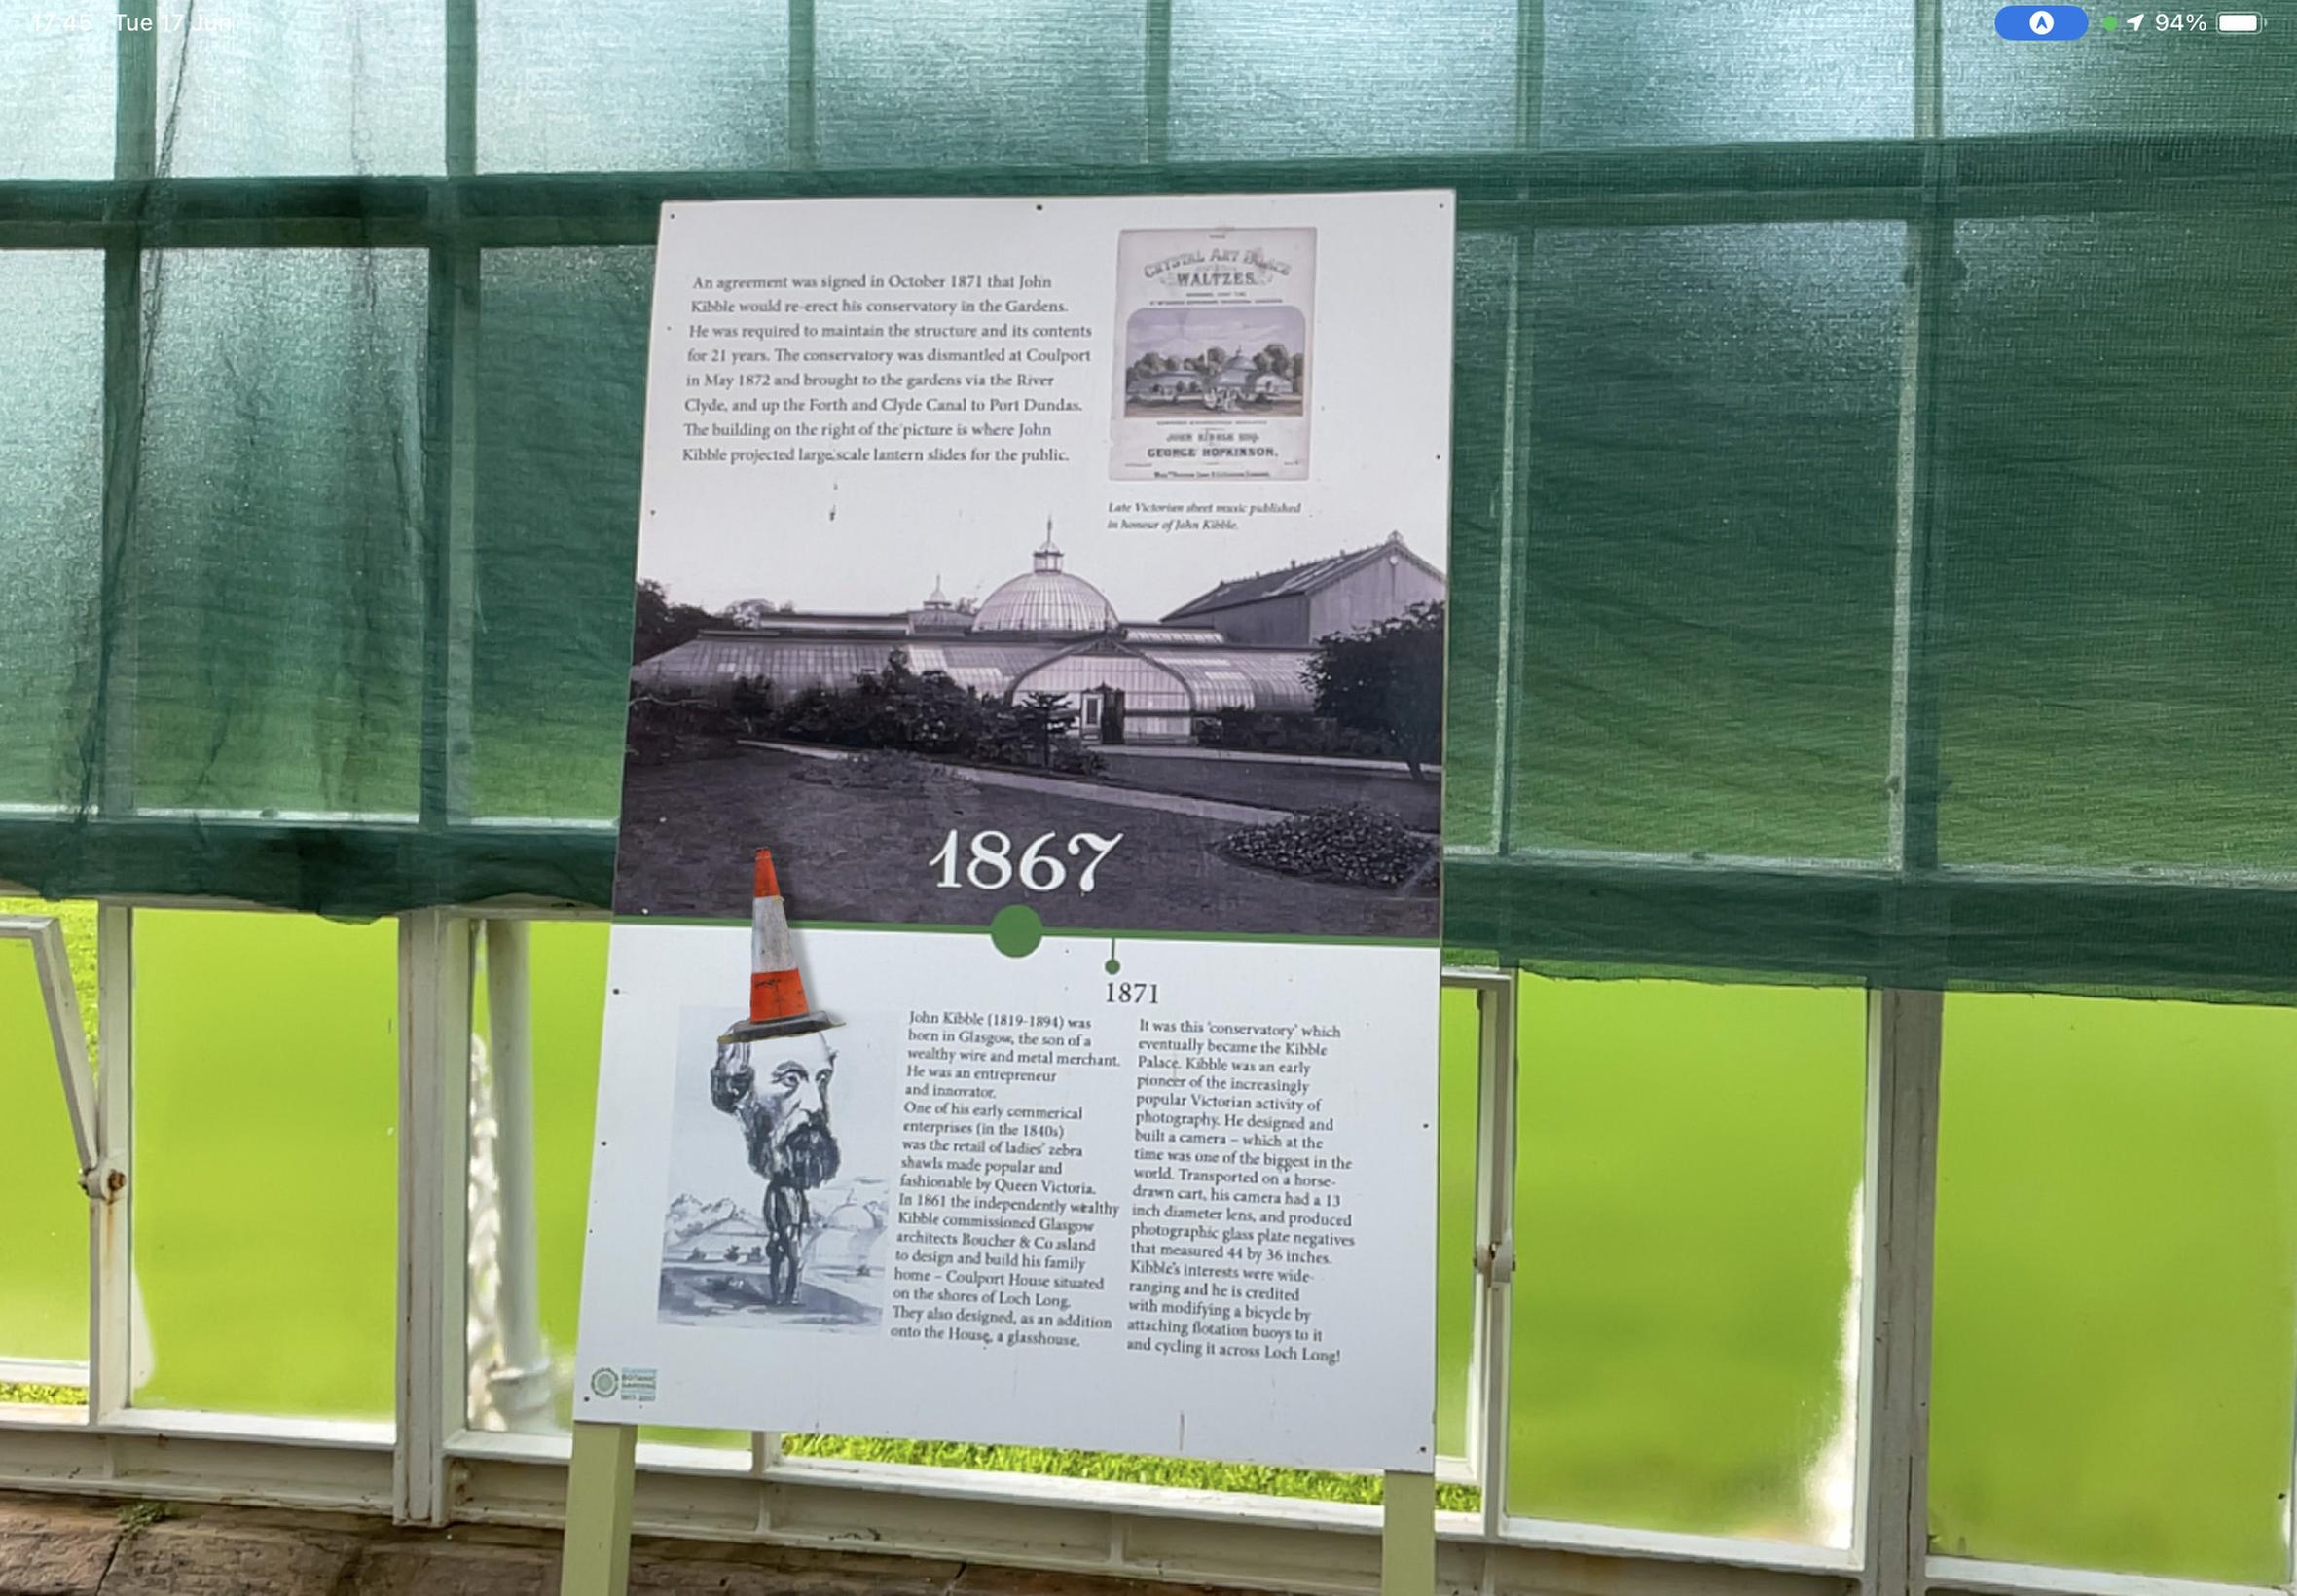 17:45 Tue 17 Jun
94%
CRYSTAL ART PALACE
WALTZES.
JOHN KIBBLE ESQ.
GEORGE HOPKINSON.
An agreement was signed in October 1871 that John
Kibble would re-erect his conservatory in the Gardens.
He was required to maintain the structure and its contents
for 21 years. The conservatory was dismantled at Coulport
in May 1872 and brought to the gardens via the River
Clyde, and up the Forth and Clyde Canal to Port Dundas.
The building on the right of the picture is where John
Kibble projected large scale lantern slides for the public.
Late Victorian sheet music published
in honour of John Kibble.
1867
1871
John Kibble (1819-1894) was
born in Glasgow, the son of a
wealthy wire and metal merchant.
He was an entrepreneur
and innovator.
One of his early commerical
enterprises (in the 1840s)
was the retail of ladies' zebra
shawls made popular and
fashionable by Queen Victoria.
In 1861 the independently wealthy
Kibble commissioned Glasgow
architects Boucher & Cousland
to design and build his family
home – Coulport House situated
on the shores of Loch Long.
They also designed, as an addition
onto the House, a glasshouse.
It was this 'conservatory' which
eventually became the Kibble
Palace. Kibble was an early
pioneer of the increasingly
popular Victorian activity of
photography. He designed and
built a camera – which at the
time was one of the biggest in the
world. Transported on a horse-
drawn cart, his camera had a 13
inch diameter lens, and produced
photographic glass plate negatives
that measured 44 by 36 inches.
Kibble's interests were wide-
ranging and he is credited
with modifying a bicycle by
attaching flotation buoys to it
and cycling it across Loch Long!
BOTANIC
GARDENS